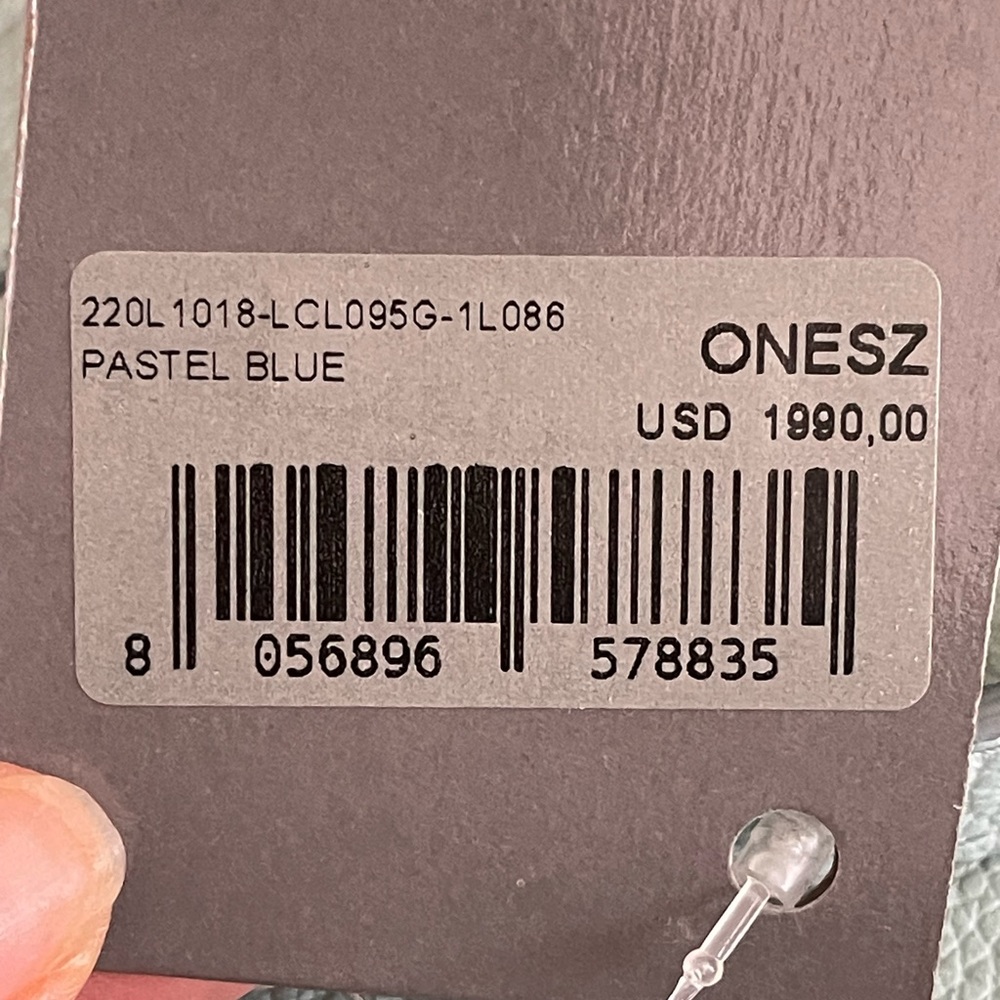 220L1018-LCL095G-1L086
PASTEL BLUE
ONESZ
USD 1990,00
8 056896 578835